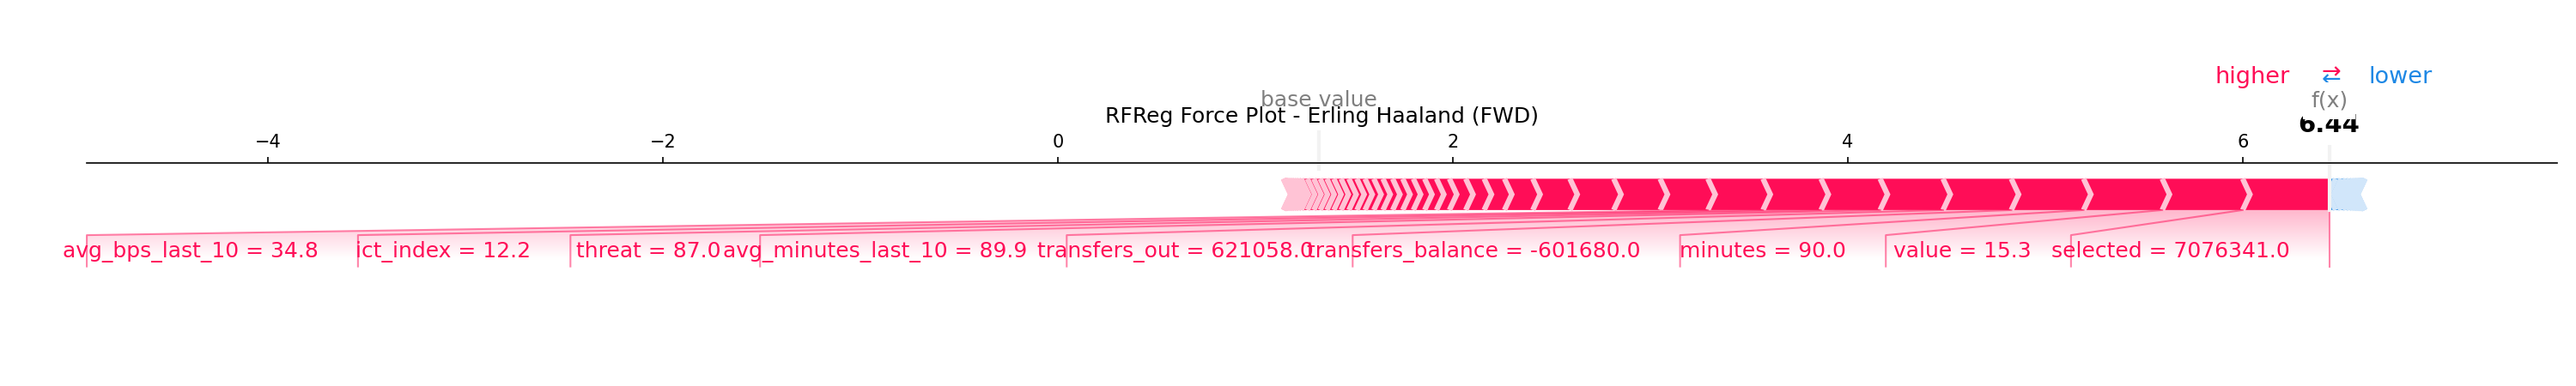 higher ⇄ lower
base value
f(x)
RFReg Force Plot - Erling Haaland (FWD)
6.44
−4 −2 0 2 4 6
avg_bps_last_10 = 34.8 ict_index = 12.2 threat = 87.0 avg_minutes_last_10 = 89.9 transfers_out = 621058.0 transfers_balance = -601680.0 minutes = 90.0 value = 15.3 selected = 7076341.0